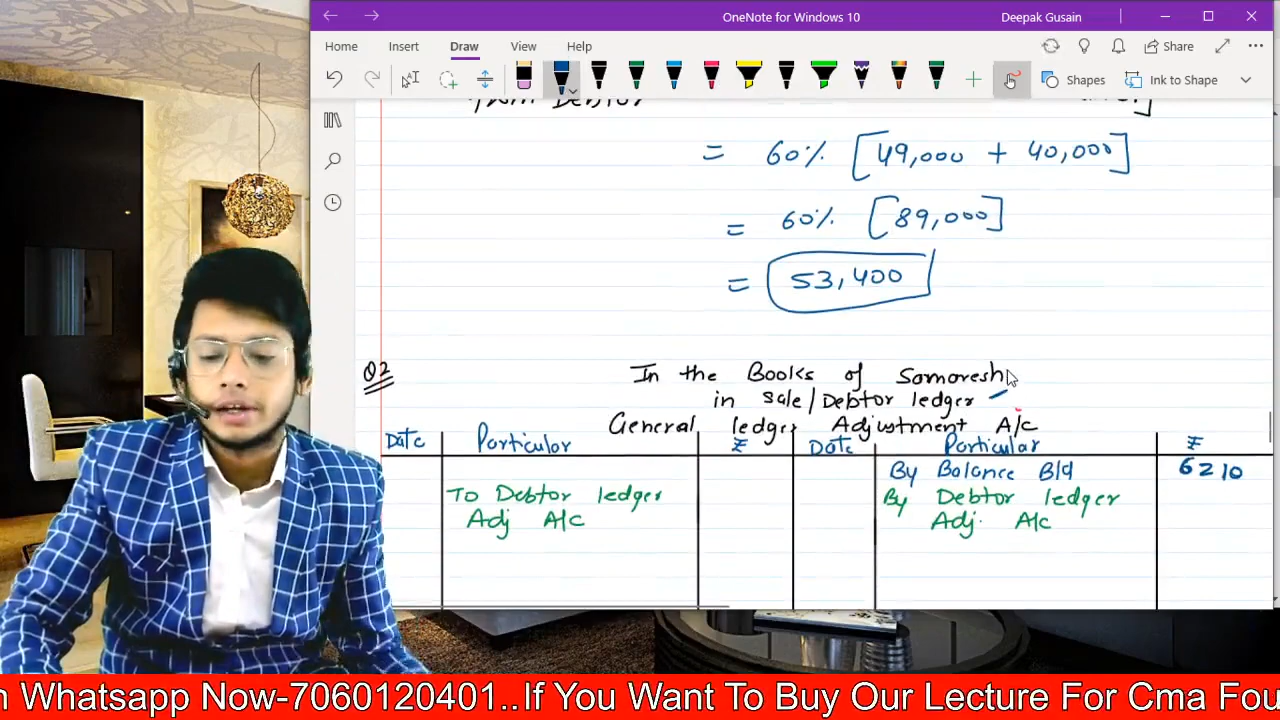 OneNote for Windows 10
Deepak Gusain
Home Insert Draw View Help
Share
Shapes
Ink to Shape
from Debtor
= 60% [49,000 + 40,000]
= 60% [89,000]
= 53,400
Q2
In the Books of Samaresh
in Sale/Debtor ledger
General ledger Adjustment A/c
Date Particular ₹ Date Particular ₹
By Balance B/d 6210
To Debtor ledger By Debtor ledger
Adj A/c Adj. A/c
Whatsapp Now-7060120401..If You Want To Buy Our Lecture For Cma